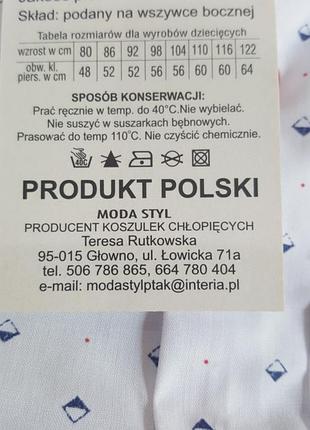 Skład: podany na wszywce bocznej
Tabela rozmiarów dla wyrobów dziecięcych
wzrost w cm 80 86 92 98 104 110 116 122
obw. kl. piers. w cm 48 52 52 56 56 60 60 64
SPOSÓB KONSERWACJI:
Prać ręcznie w temp. do 40°C.Nie wybielać.
Nie suszyć w suszarkach bębnowych.
Prasować do temp 110°C. Nie czyścić chemicznie.
40C
PRODUKT POLSKI
MODA STYL
PRODUCENT KOSZULEK CHŁOPIĘCYCH
Teresa Rutkowska
95-015 Głowno, ul. Łowicka 71a
tel. 506 786 865, 664 780 404
e-mail: modastylptak@interia.pl